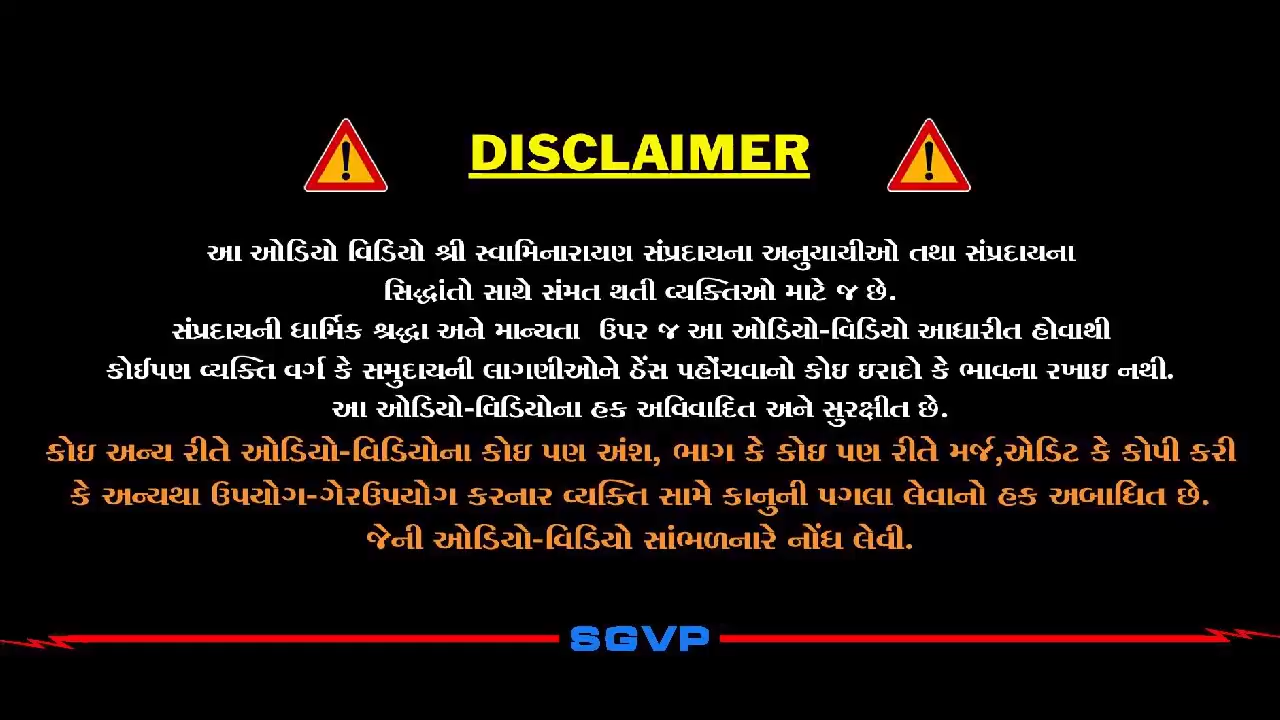 DISCLAIMER
આ ઓડિયો વિડિયો શ્રી સ્વામિનારાયણ સંપ્રદાયના અનુયાયીઓ તથા સંપ્રદાયના
સિદ્ધાંતો સાથે સંમત થતી વ્યક્તિઓ માટે જ છે.
સંપ્રદાયની ધાર્મિક શ્રદ્ધા અને માન્યતા ઉપર જ આ ઓડિયો-વિડિયો આધારીત હોવાથી
કોઈપણ વ્યક્તિ વર્ગ કે સમુદાયની લાગણીઓને ઠેંસ પહોંચવાનો કોઇ ઇરાદો કે ભાવના રખાઇ નથી.
આ ઓડિયો-વિડિયોના હક અવિવાદિત અને સુરક્ષીત છે.
કોઇ અન્ય રીતે ઓડિયો-વિડિયોના કોઇ પણ અંશ, ભાગ કે કોઇ પણ રીતે મર્જ,એડિટ કે કોપી કરી
કે અન્યથા ઉપયોગ-ગેરઉપયોગ કરનાર વ્યક્તિ સામે કાનુની પગલા લેવાનો હક અબાધિત છે.
જેની ઓડિયો-વિડિયો સાંભળનારે નોંધ લેવી.
SGVP